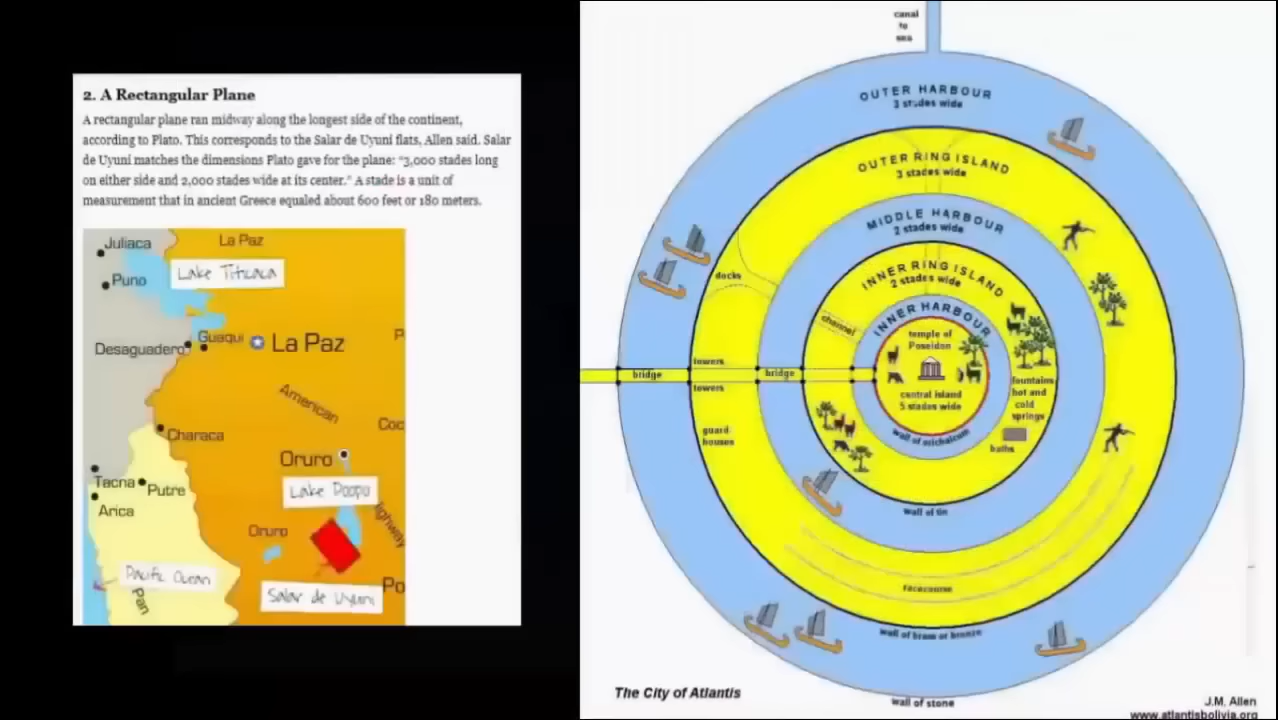 2. A Rectangular Plane
A rectangular plane ran midway along the longest side of the continent,
according to Plato. This corresponds to the Salar de Uyuni flats, Allen said. Salar
de Uyuni matches the dimensions Plato gave for the plane: "3,000 stades long
on either side and 2,000 stades wide at its center." A stade is a unit of
measurement that in ancient Greece equaled about 600 feet or 180 meters.
Juliaca
La Paz
Lake Titicaca
Puno
Guaqui
La Paz
P
Desaguadero
American
Coc
Characa
Oruro
Tacna
Putre
Lake Poopo
Arica
Oruro
ighway
Pacific Ocean
Pan
Salar de Uyuni
Po
canal
to
sea
OUTER HARBOUR
3 stades wide
OUTER RING ISLAND
3 stades wide
MIDDLE HARBOUR
2 stades wide
INNER RING ISLAND
2 stades wide
docks
INNER HARBOUR
channel
temple of
Poseidon
towers
bridge
bridge
towers
central island
5 stades wide
fountains
hot and
cold
springs
guard
houses
wall of orichalcum
baths
wall of tin
racecourse
wall of brass or bronze
The City of Atlantis
wall of stone
J.M. Allen
www.atlantisbolivia.org